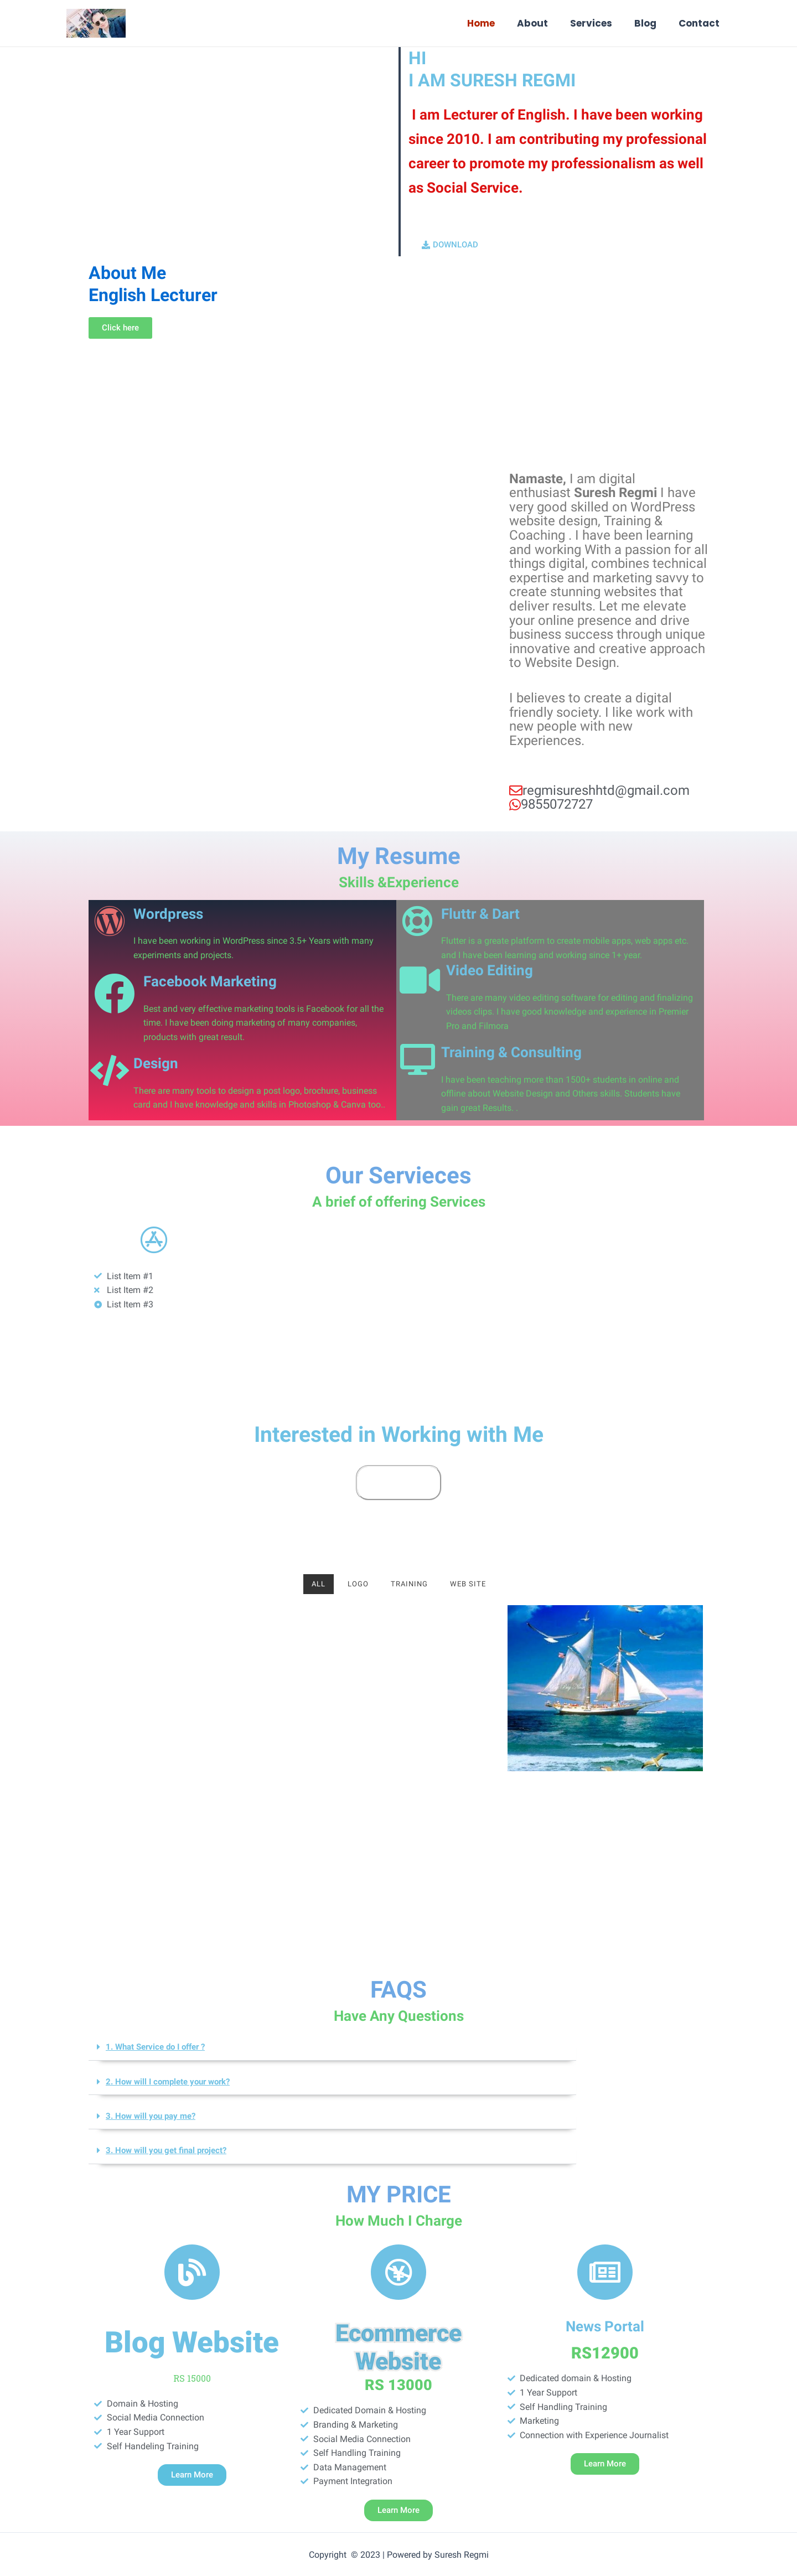 Home About Services Blog Contact
HI
I AM SURESH REGMI
I am Lecturer of English. I have been working
since 2010. I am contributing my professional
career to promote my professionalism as well
as Social Service.
DOWNLOAD
About Me
English Lecturer
Click here
Namaste, I am digital
enthusiast Suresh Regmi I have
very good skilled on WordPress
website design, Training &
Coaching . I have been learning
and working With a passion for all
things digital, combines technical
expertise and marketing savvy to
create stunning websites that
deliver results. Let me elevate
your online presence and drive
business success through unique
innovative and creative approach
to Website Design.
I believes to create a digital
friendly society. I like work with
new people with new
Experiences.
regmisureshhtd@gmail.com
9855072727
My Resume
Skills &Experience
Wordpress
I have been working in WordPress since 3.5+ Years with many
experiments and projects.
Facebook Marketing
Best and very effective marketing tools is Facebook for all the
time. I have been doing marketing of many companies,
products with great result.
Design
There are many tools to design a post logo, brochure, business
card and I have knowledge and skills in Photoshop & Canva too..
Fluttr & Dart
Flutter is a greate platform to create mobile apps, web apps etc.
and I have been learning and working since 1+ year.
Video Editing
There are many video editing software for editing and finalizing
videos clips. I have good knowledge and experience in Premier
Pro and Filmora
Training & Consulting
I have been teaching more than 1500+ students in online and
offline about Website Design and Others skills. Students have
gain great Results. .
Our Servieces
A brief of offering Services
List Item #1
List Item #2
List Item #3
Interested in Working with Me
ALL LOGO TRAINING WEB SITE
FAQS
Have Any Questions
1. What Service do I offer ?
2. How will I complete your work?
3. How will you pay me?
3. How will you get final project?
MY PRICE
How Much I Charge
Blog Website
RS 15000
Domain & Hosting
Social Media Connection
1 Year Support
Self Handeling Training
Learn More
Ecommerce
Website
RS 13000
Dedicated Domain & Hosting
Branding & Marketing
Social Media Connection
Self Handling Training
Data Management
Payment Integration
Learn More
News Portal
RS12900
Dedicated domain & Hosting
1 Year Support
Self Handling Training
Marketing
Connection with Experience Journalist
Learn More
Copyright © 2023 | Powered by Suresh Regmi